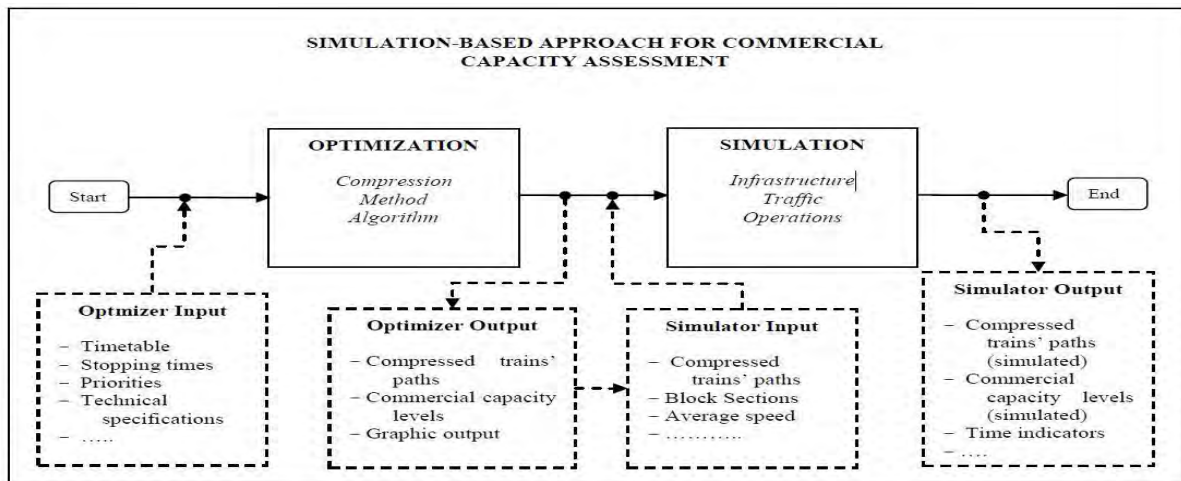 SIMULATION-BASED APPROACH FOR COMMERCIAL
CAPACITY ASSESSMENT
Start
OPTIMIZATION
Compression
Method
Algorithm
SIMULATION
Infrastructure
Traffic
Operations
End
Optmizer Input
– Timetable
– Stopping times
– Priorities
– Technical
specifications
– .....
Optimizer Output
– Compressed trains’
paths
– Commercial capacity
levels
– Graphic output
Simulator Input
– Compressed
trains’ paths
– Block Sections
– Average speed
– ...........
Simulator Output
– Compressed
trains’ paths
(simulated)
– Commercial
capacity levels
(simulated)
– Time indicators
– ....